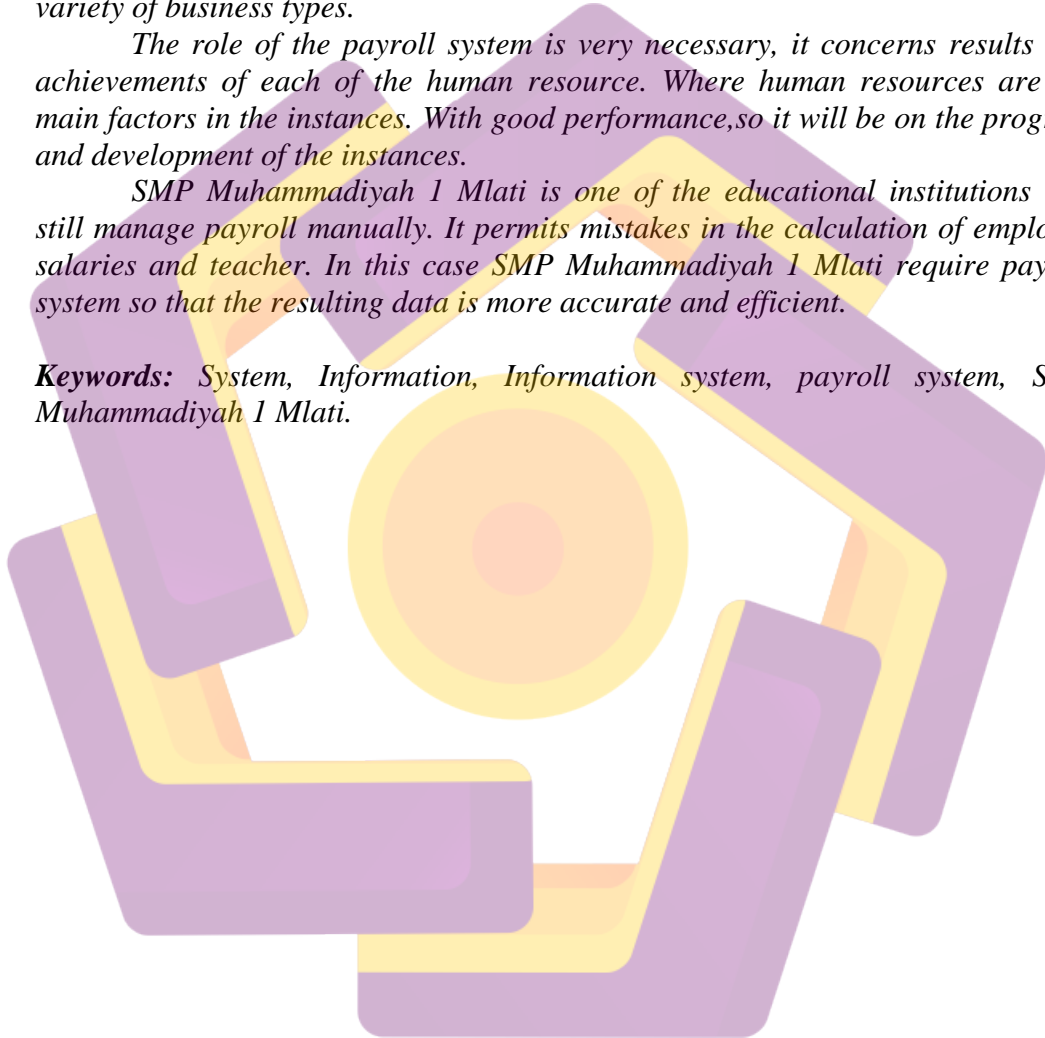 variety of business types.
The role of the payroll system is very necessary, it concerns results
achievements of each of the human resource. Where human resources are
main factors in the instances. With good performance,so it will be on the prog
and development of the instances.
SMP Muhammadiyah 1 Mlati is one of the educational institutions
still manage payroll manually. It permits mistakes in the calculation of emplo
salaries and teacher. In this case SMP Muhammadiyah 1 Mlati require pay
system so that the resulting data is more accurate and efficient.
Keywords: System, Information, Information system, payroll system, S
Muhammadiyah 1 Mlati.